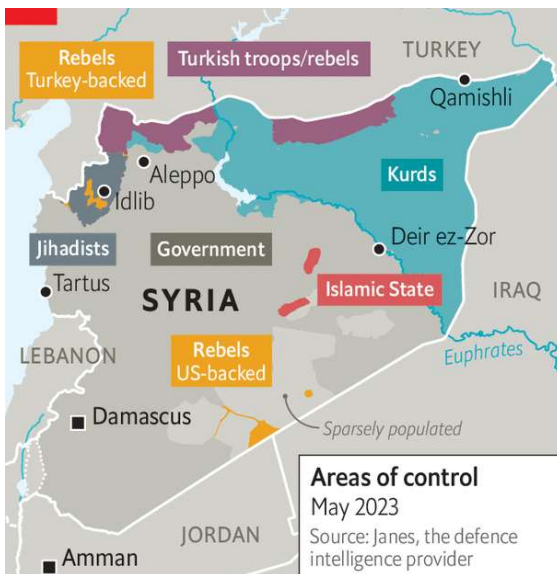 Rebels
Turkey-backed
Turkish troops/rebels
TURKEY
Qamishli
Aleppo
Kurds
Idlib
Jihadists
Government
Deir ez-Zor
Tartus
SYRIA
Islamic State
IRAQ
LEBANON
Rebels
US-backed
Euphrates
Damascus
Sparsely populated
Areas of control
May 2023
Source: Janes, the defence
intelligence provider
JORDAN
Amman